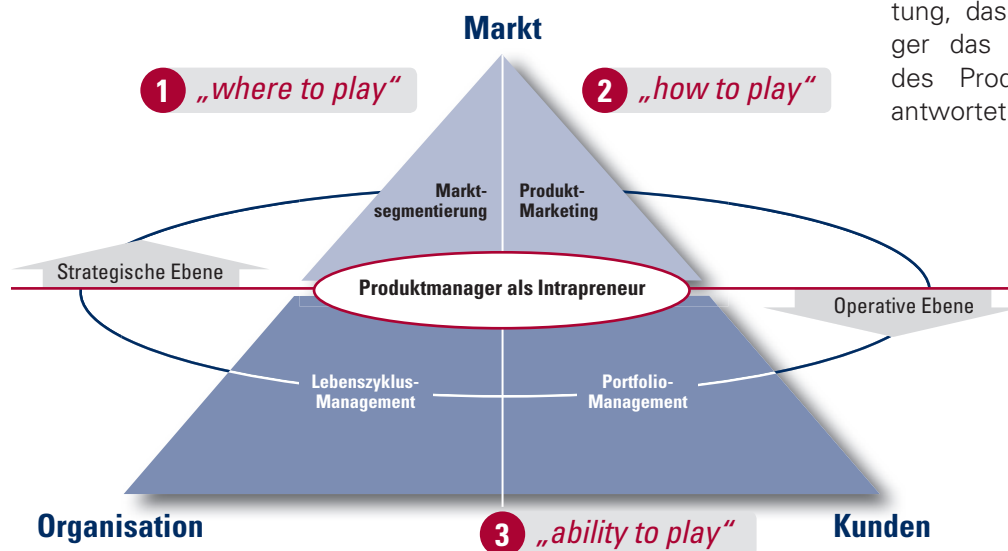 tung, das
ger das
des Prod
antwortet
Markt
1 „where to play“
2 „how to play“
Markt-
segmentierung
Produkt-
Marketing
Strategische Ebene
Produktmanager als Intrapreneur
Operative Ebene
Lebenszyklus-
Management
Portfolio-
Management
Organisation
3 „ability to play“
Kunden